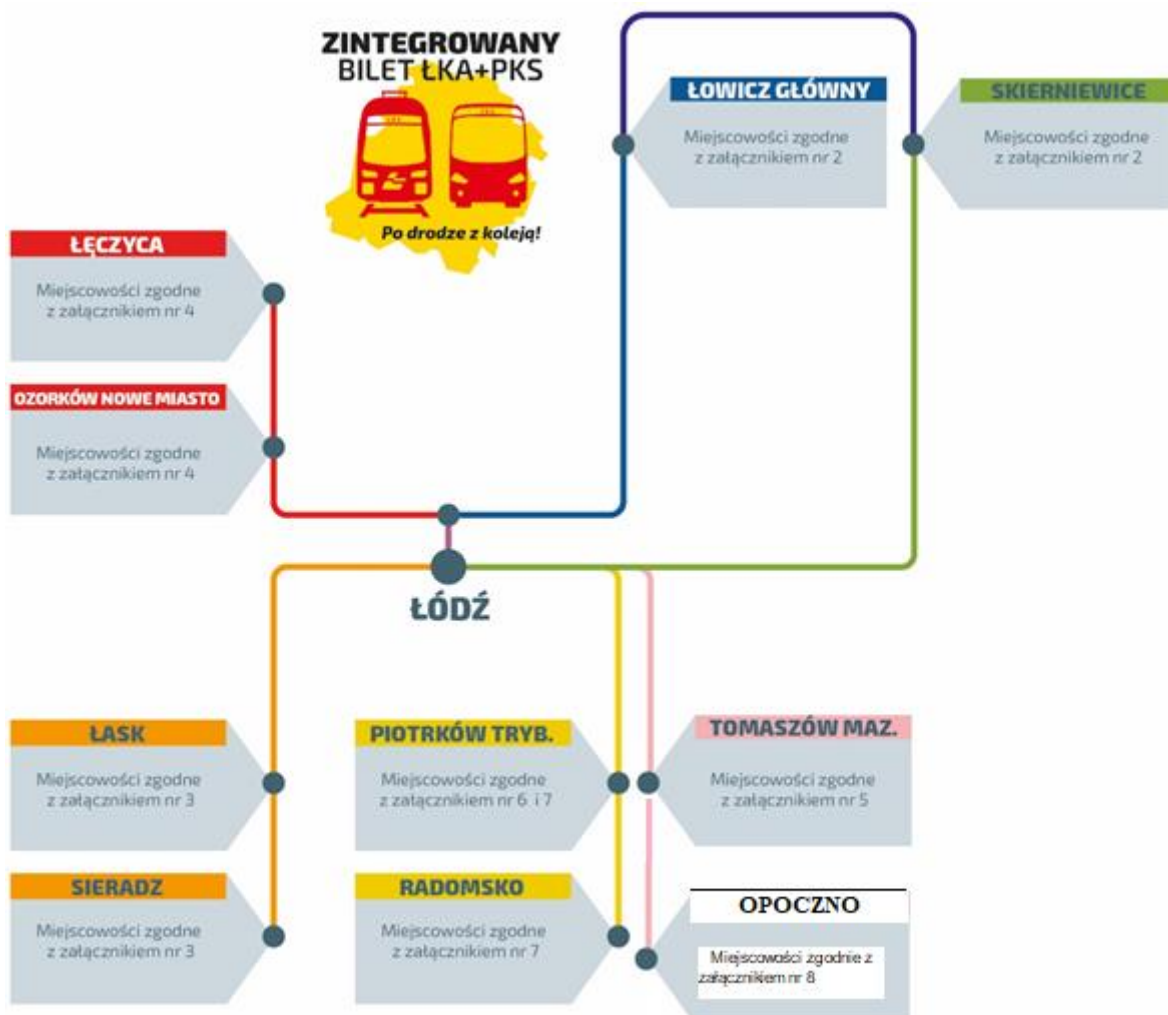 ZINTEGROWANY
BILET ŁKA+PKS
Po drodze z koleją!
ŁOWICZ GŁÓWNY
Miejscowości zgodne
z załącznikiem nr 2
SKIERNIEWICE
Miejscowości zgodne
z załącznikiem nr 2
ŁĘCZYCA
Miejscowości zgodne
z załącznikiem nr 4
OZORKÓW NOWE MIASTO
Miejscowości zgodne
z załącznikiem nr 4
ŁÓDŹ
ŁASK
Miejscowości zgodne
z załącznikiem nr 3
PIOTRKÓW TRYB.
Miejscowości zgodne
z załącznikiem nr 6 i 7
TOMASZÓW MAZ.
Miejscowości zgodne
z załącznikiem nr 5
SIERADZ
Miejscowości zgodne
z załącznikiem nr 3
RADOMSKO
Miejscowości zgodne
z załącznikiem nr 7
OPOCZNO
Miejscowości zgodnie z
załącznikiem nr 8